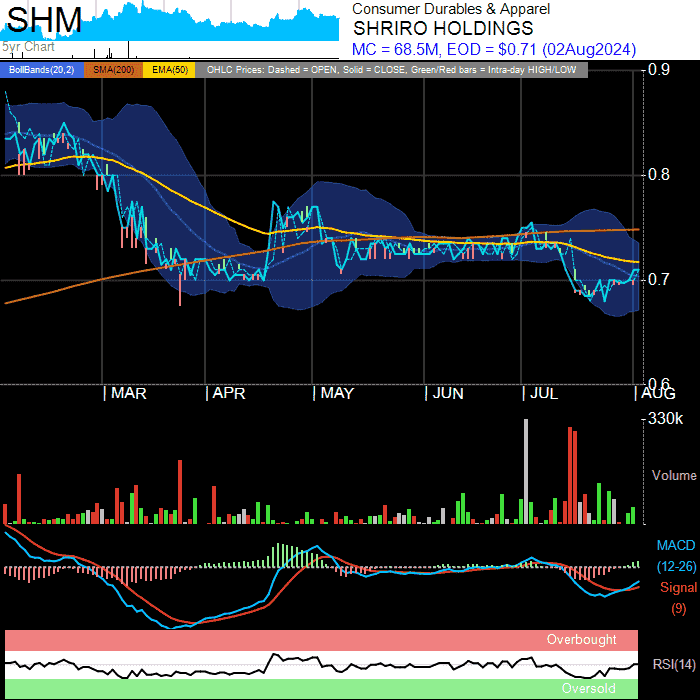 SHM
5yr Chart
Consumer Durables & Apparel
SHRIRO HOLDINGS
MC = 68.5M, EOD = $0.71 (02Aug2024)
BollBands(20,2) SMA(200) EMA(50) OHLC Prices: Dashed = OPEN, Solid = CLOSE, Green/Red bars = Intra-day HIGH/LOW
0.9
0.8
0.7
0.6
MAR APR MAY JUN JUL AUG
330k
Volume
MACD
(12-26)
Signal
(9)
Overbought
RSI(14)
Oversold